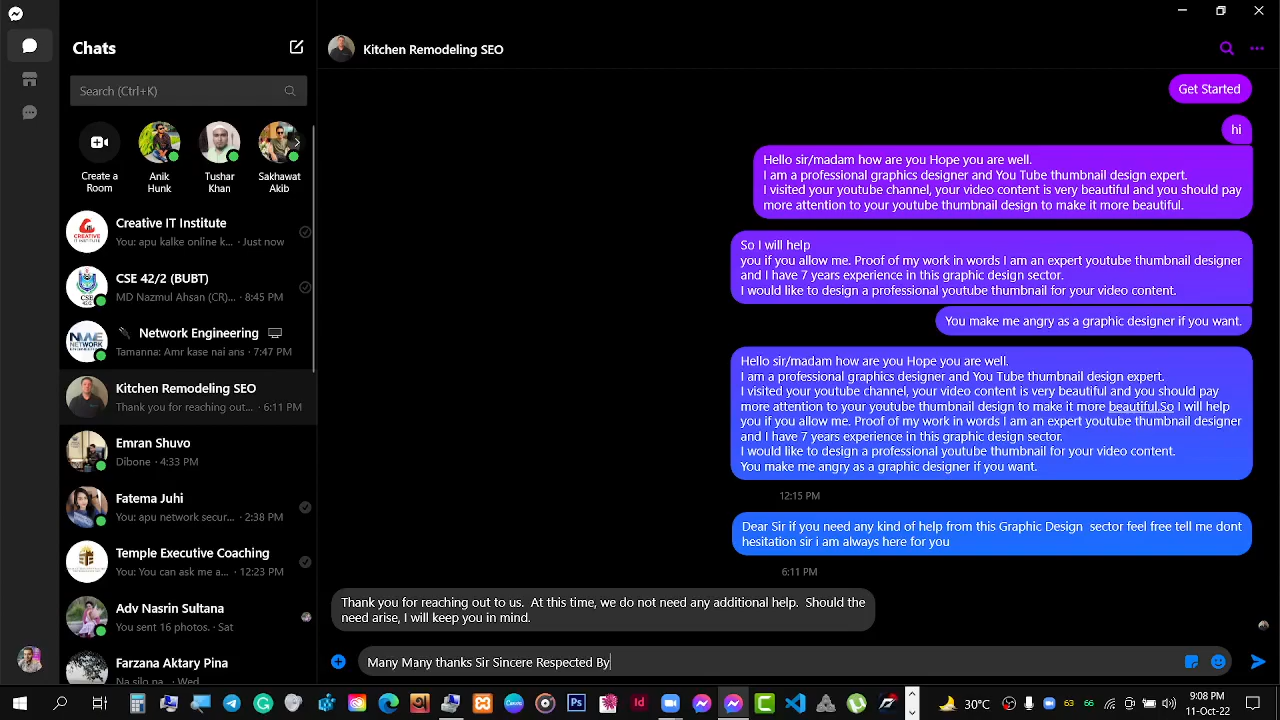 Chats
Search (Ctrl+K)
Create a
Room
Anik
Hunk
Tushar
Khan
Sakhawat
Akib
Creative IT Institute
You: apu kalke online k... · Just now
CSE 42/2 (BUBT)
MD Nazmul Ahsan (CR)... · 8:45 PM
Network Engineering
Tamanna: Amr kase nai ans · 7:47 PM
Kitchen Remodeling SEO
Thank you for reaching out... · 6:11 PM
Emran Shuvo
Dibone · 4:33 PM
Fatema Juhi
You: apu network secur... · 2:38 PM
Temple Executive Coaching
You: You can ask me a... · 12:23 PM
Adv Nasrin Sultana
You sent 16 photos. · Sat
Farzana Aktary Pina
Na silo na... · Wed
Kitchen Remodeling SEO
Get Started
hi
Hello sir/madam how are you Hope you are well.
I am a professional graphics designer and You Tube thumbnail design expert.
I visited your youtube channel, your video content is very beautiful and you should pay
more attention to your youtube thumbnail design to make it more beautiful.
So I will help
you if you allow me. Proof of my work in words I am an expert youtube thumbnail designer
and I have 7 years experience in this graphic design sector.
I would like to design a professional youtube thumbnail for your video content.
You make me angry as a graphic designer if you want.
Hello sir/madam how are you Hope you are well.
I am a professional graphics designer and You Tube thumbnail design expert.
I visited your youtube channel, your video content is very beautiful and you should pay
more attention to your youtube thumbnail design to make it more beautiful.So I will help
you if you allow me. Proof of my work in words I am an expert youtube thumbnail designer
and I have 7 years experience in this graphic design sector.
I would like to design a professional youtube thumbnail for your video content.
You make me angry as a graphic designer if you want.
12:15 PM
Dear Sir if you need any kind of help from this Graphic Design  sector feel free tell me dont
hesitation sir i am always here for you
6:11 PM
Thank you for reaching out to us.  At this time, we do not need any additional help.  Should the
need arise, I will keep you in mind.
Many Many thanks Sir Sincere Respected By
30°C
63
66
9:08 PM
11-Oct-22